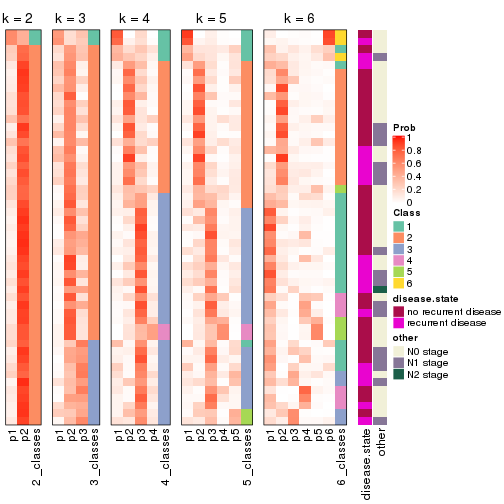 k = 2 k = 3 k = 4 k = 5 k = 6
Prob
1
0.8
0.6
0.4
0.2
0
Class
1
2
3
4
5
6
disease.state
no recurrent disease
recurrent disease
other
N0 stage
N1 stage
N2 stage
p1 p2 2_classes p1 p2 p3 3_classes p1 p2 p3 p4 4_classes p1 p2 p3 p4 p5 5_classes p1 p2 p3 p4 p5 p6 6_classes disease.state other